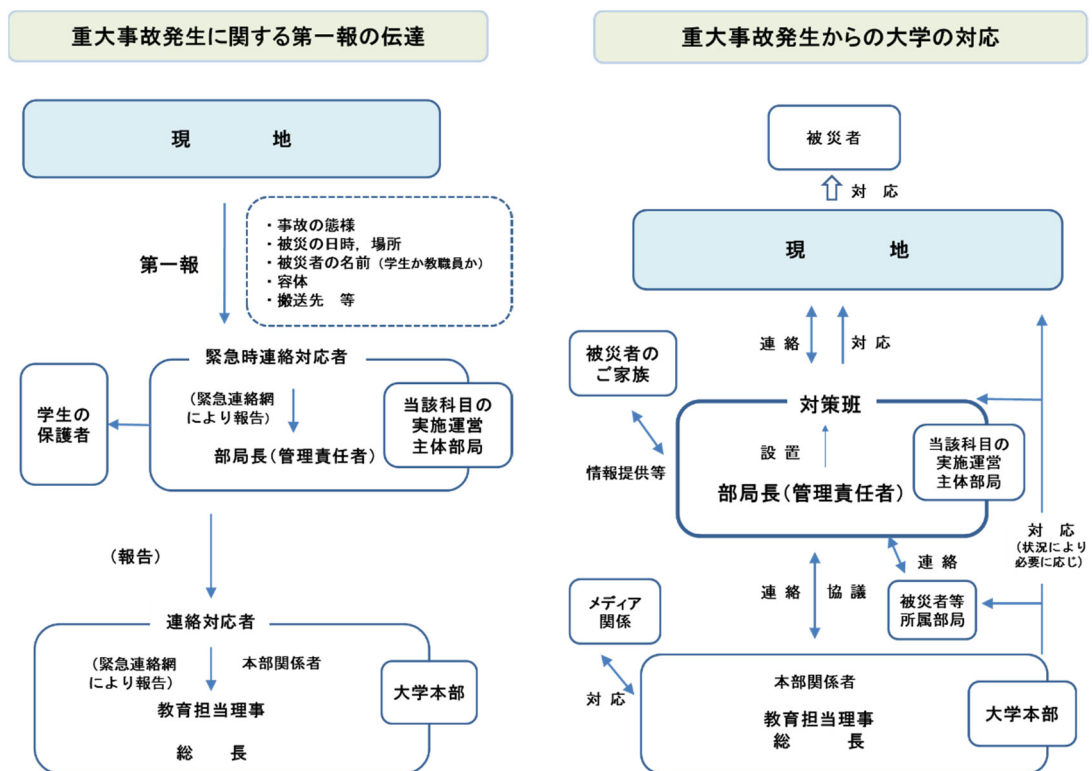 重大事故発生に関する第一報の伝達
現　　　地
第一報
・事故の態様
・被災の日時，場所
・被災者の名前（学生か教職員か）
・容体
・搬送先　等
緊急時連絡対応者
（緊急連絡網
により報告）
部局長（管理責任者）
当該科目の
実施運営
主体部局
学生の
保護者
（報告）
連絡対応者
（緊急連絡網
により報告）
本部関係者
教育担当理事
総　　長
大学本部
重大事故発生からの大学の対応
被災者
対　応
現　　　地
連　絡
対　応
被災者の
ご家族
情報提供等
対策班
設　置
部局長（管理責任者）
当該科目の
実施運営
主体部局
対　応
（状況により
必要に応じ）
連　絡
被災者等
所属部局
連　絡
協　議
メディア
関係
対　応
本部関係者
教育担当理事
総　　　長
大学本部